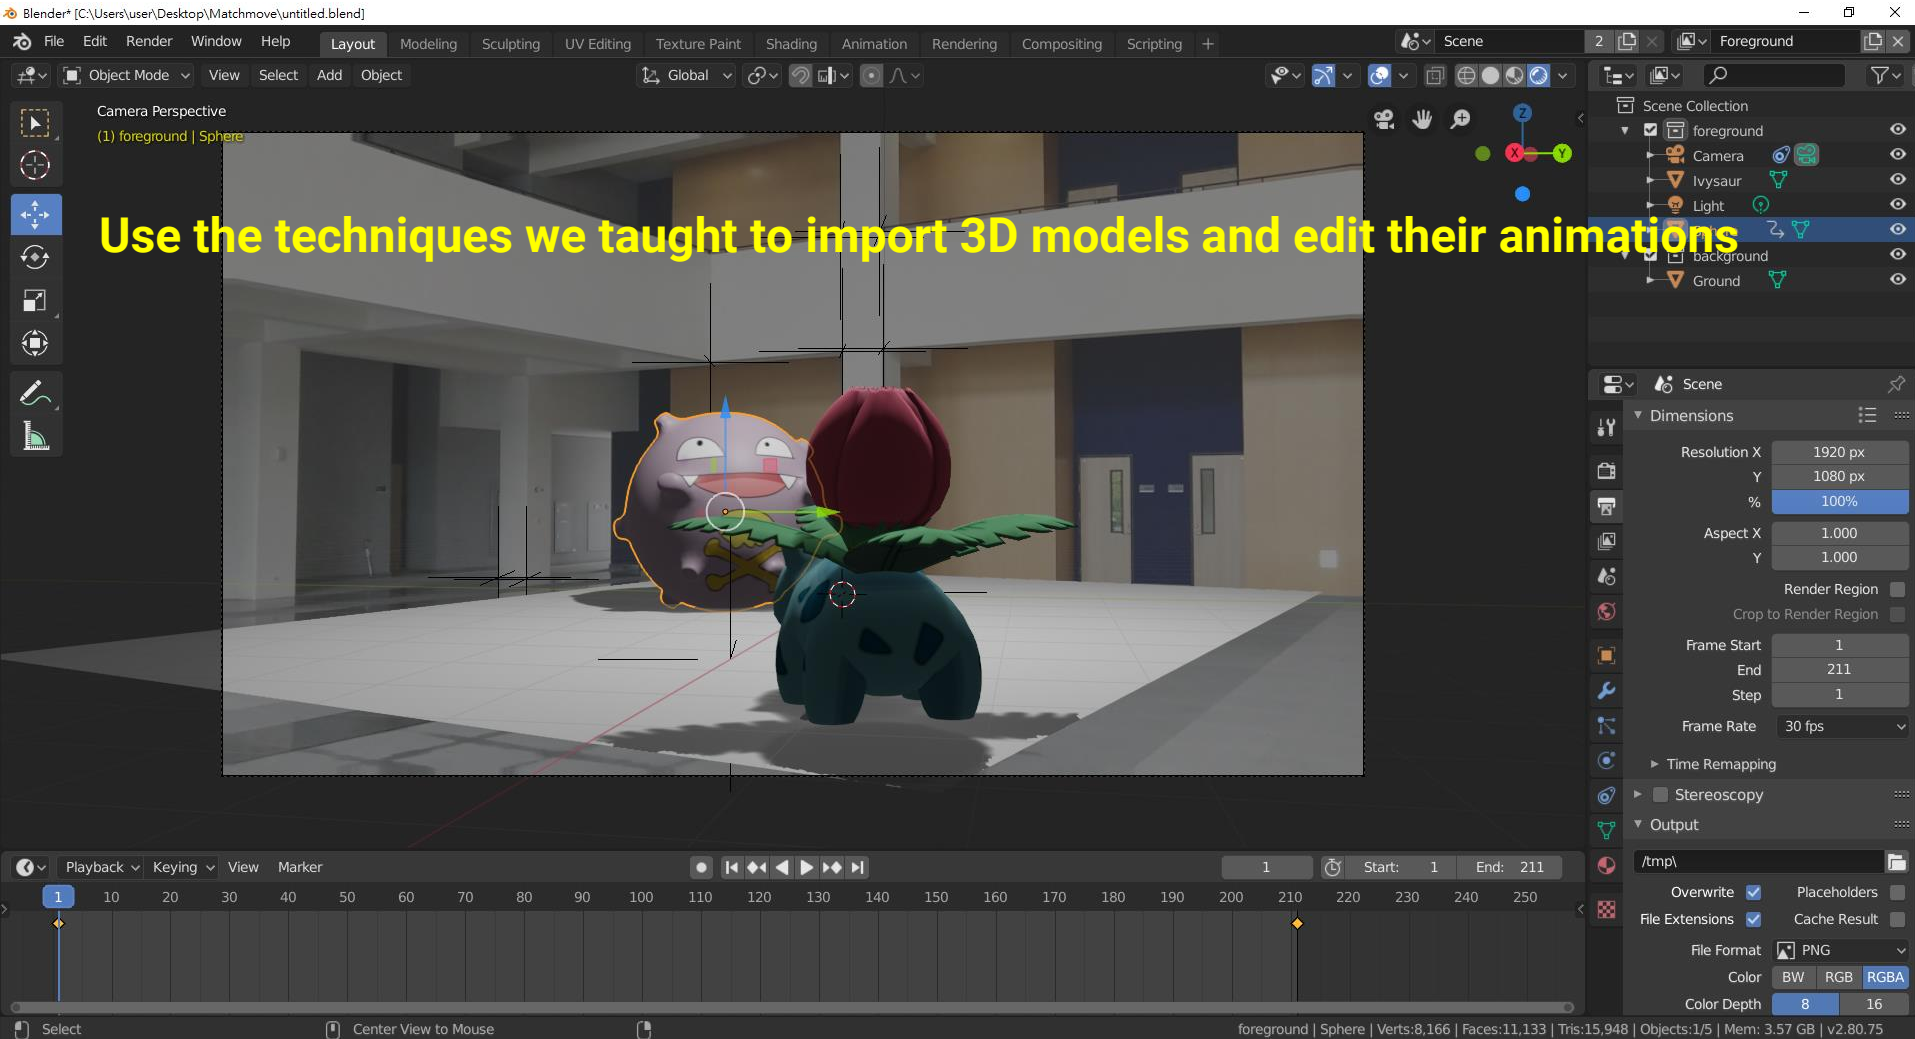 Blender* [C:\Users\user\Desktop\Matchmove\untitled.blend]
File Edit Render Window Help Layout Modeling Sculpting UV Editing Texture Paint Shading Animation Rendering Compositing Scripting + Scene 2 Foreground
Object Mode View Select Add Object Global
Camera Perspective
(1) foreground | Sphere
Z
X Y
Use the techniques we taught to import 3D models and edit their animations
Scene Collection
foreground
Camera
Ivysaur
Light
background
Ground
Scene
Dimensions
Resolution X 1920 px
Y 1080 px
% 100%
Aspect X 1.000
Y 1.000
Render Region
Crop to Render Region
Frame Start 1
End 211
Step 1
Frame Rate 30 fps
Time Remapping
Stereoscopy
Output
/tmp\
Overwrite Placeholders
File Extensions Cache Result
File Format PNG
Color BW RGB RGBA
Color Depth 8 16
Playback Keying View Marker 1 Start: 1 End: 211
1 10 20 30 40 50 60 70 80 90 100 110 120 130 140 150 160 170 180 190 200 210 220 230 240 250
Select Center View to Mouse foreground | Sphere | Verts:8,166 | Faces:11,133 | Tris:15,948 | Objects:1/5 | Mem: 3.57 GB | v2.80.75